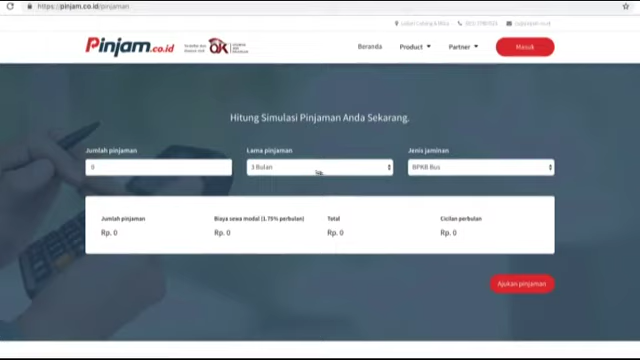 https://pinjam.co.id/pinjaman
Pinjam.co.id
Beranda
Product
Partner
Masuk
Hitung Simulasi Pinjaman Anda Sekarang.
Jumlah pinjaman
Lama pinjaman
Jenis jaminan
0
3 Bulan
BPKB Bus
Jumlah pinjaman
Biaya sewa modal (1.75% perbulan)
Total
Cicilan perbulan
Rp. 0
Rp. 0
Rp. 0
Rp. 0
Ajukan pinjaman